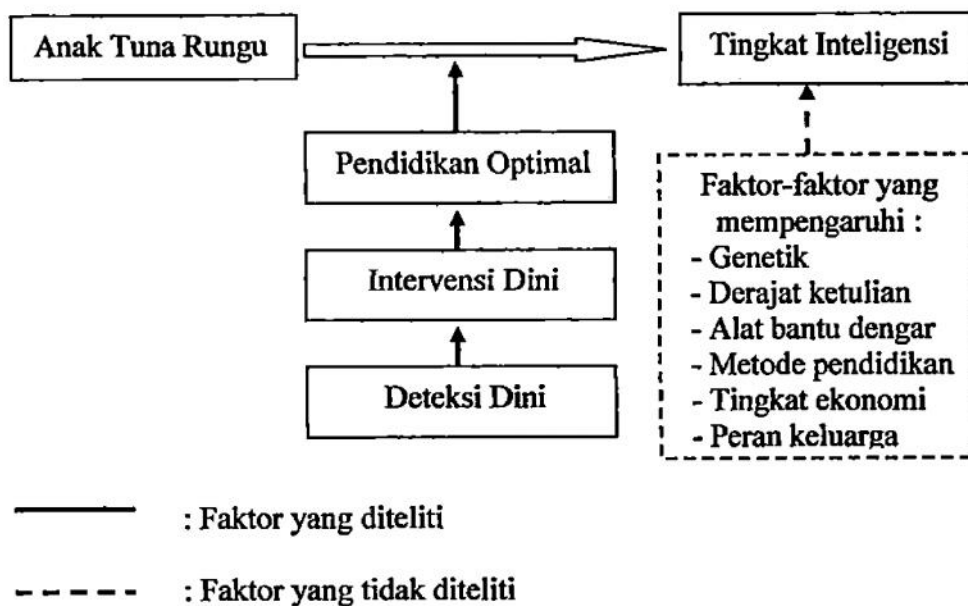 Anak Tuna Rungu
Tingkat Inteligensi
Pendidikan Optimal
Intervensi Dini
Deteksi Dini
Faktor-faktor yang
mempengaruhi :
- Genetik
- Derajat ketulian
- Alat bantu dengar
- Metode pendidikan
- Tingkat ekonomi
- Peran keluarga
: Faktor yang diteliti
: Faktor yang tidak diteliti